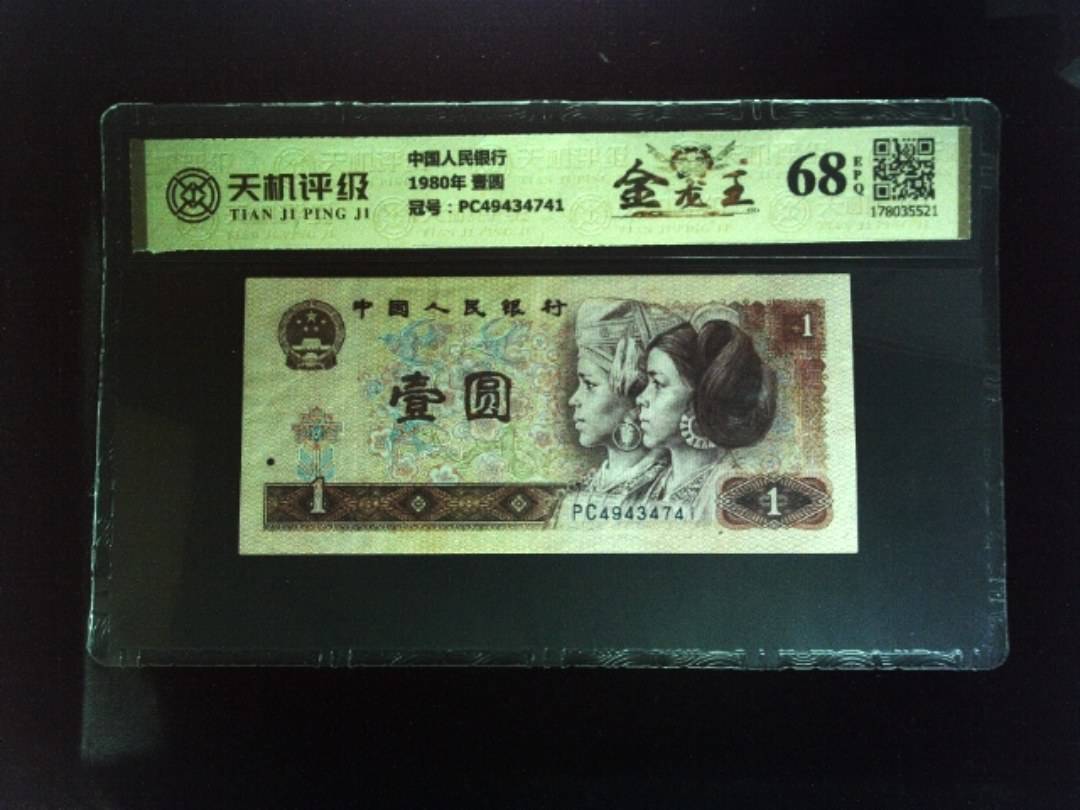 天机评级
TIAN JI PING JI
中国人民银行
1980年 壹圆
冠号：PC49434741
金龙王
68
EPQ
178035521
中国人民银行
1
壹圆
1
PC49434741
1